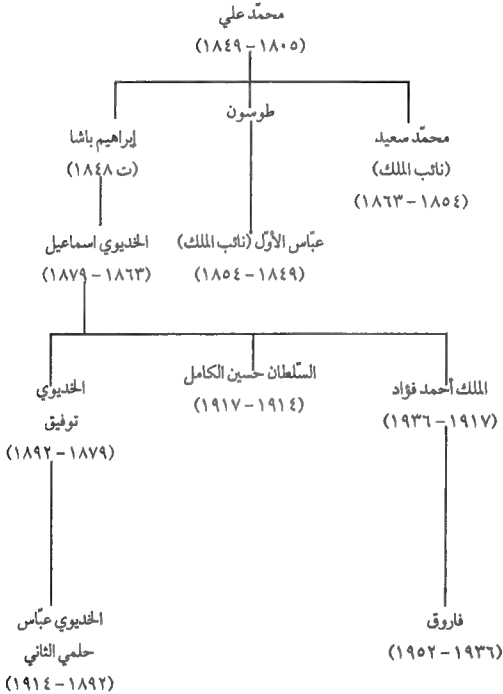 محمّد علي
(١٨٠٥ – ١٨٤٩)
طوسون
محمّد سعيد
(نائب الملك)
(١٨٥٤ – ١٨٦٣)
إبراهيم باشا
(ت ١٨٤٨)
عبّاس الأوّل (نائب الملك)
(١٨٤٩ – ١٨٥٤)
الخديوي اسماعيل
(١٨٦٣ – ١٨٧٩)
الملك أحمد فؤاد
(١٩١٧ – ١٩٣٦)
السّلطان حسين الكامل
(١٩١٤ – ١٩١٧)
الخديوي
توفيق
(١٨٧٩ – ١٨٩٢)
فاروق
(١٩٣٦ – ١٩٥٢)
الخديوي عبّاس
حلمي الثاني
(١٨٩٢ – ١٩١٤)